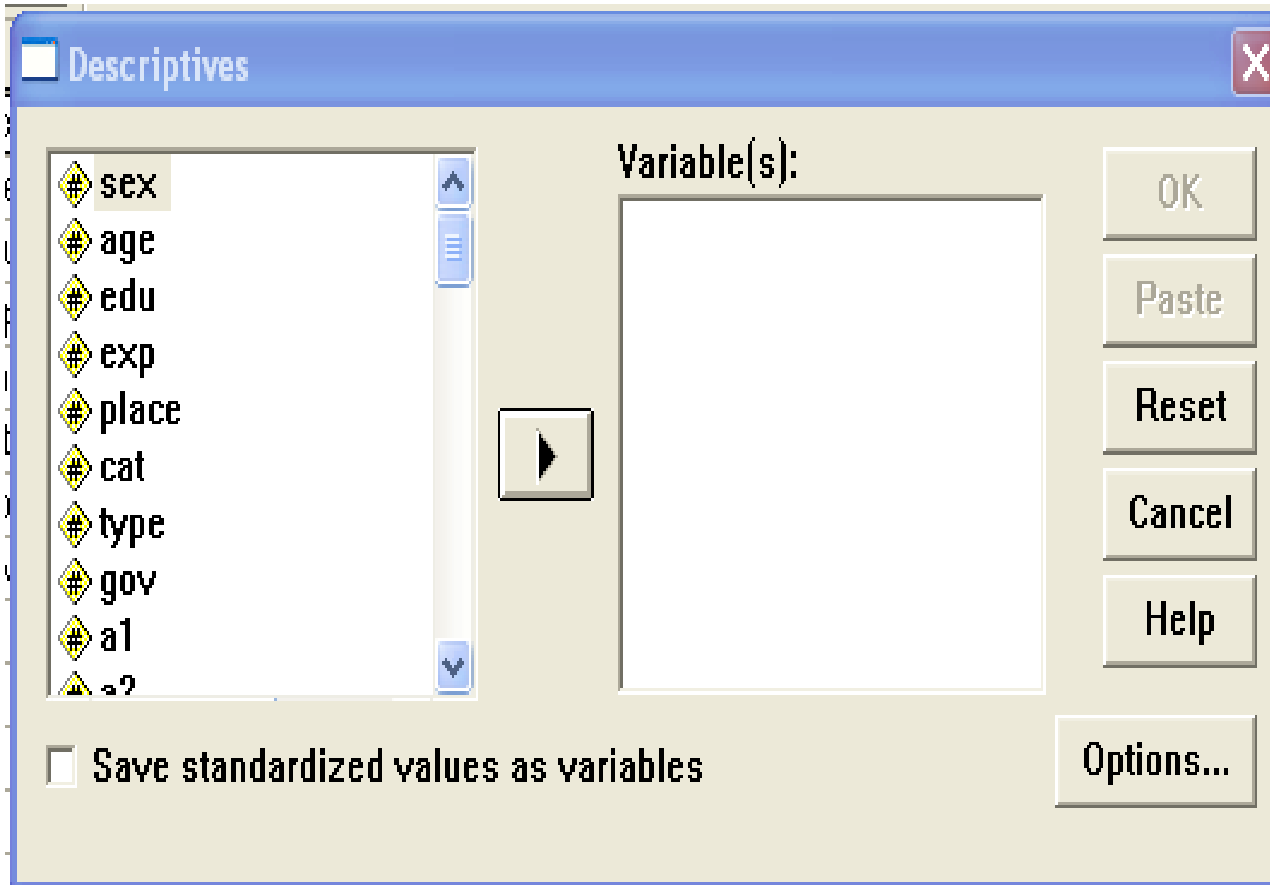 Descriptives
sex
age
edu
exp
place
cat
type
gov
a1
a2
Variable(s):
OK
Paste
Reset
Cancel
Help
Save standardized values as variables
Options...